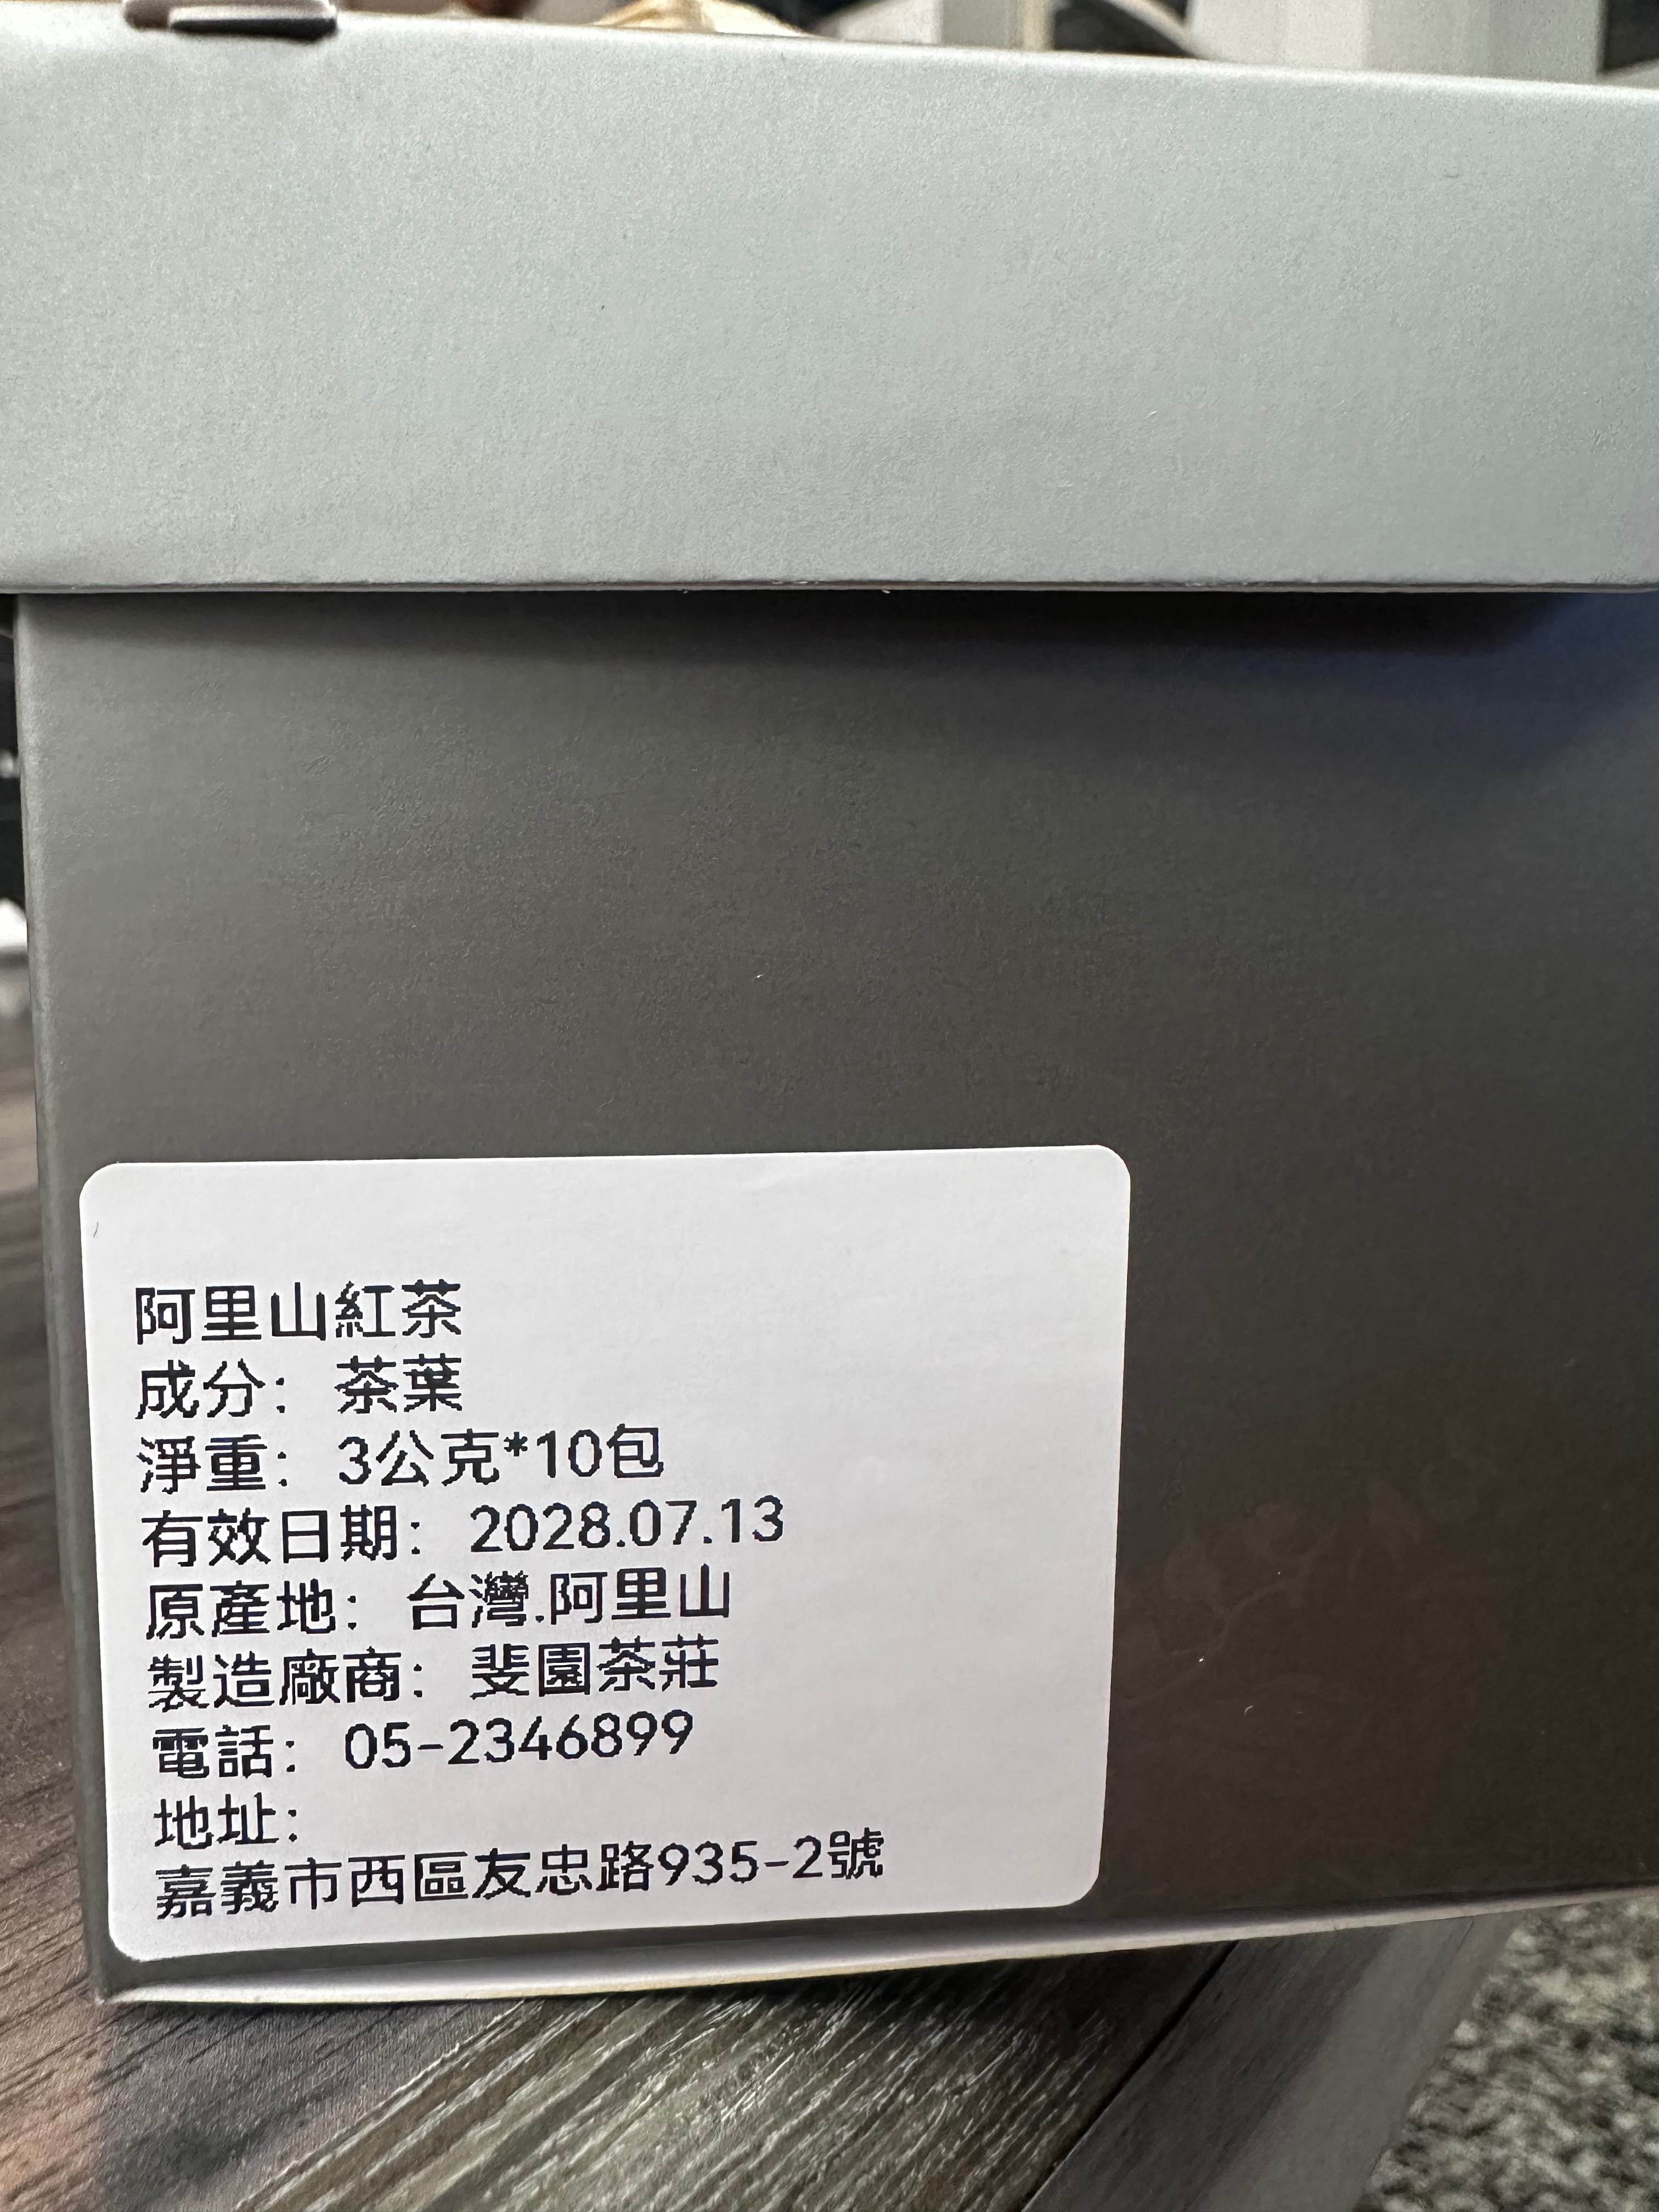 阿里山紅茶
成分：茶葉
淨重：3公克*10包
有效日期：2028.07.13
原產地：台灣.阿里山
製造廠商：斐園茶莊
電話：05-2346899
地址：
嘉義市西區友忠路935-2號